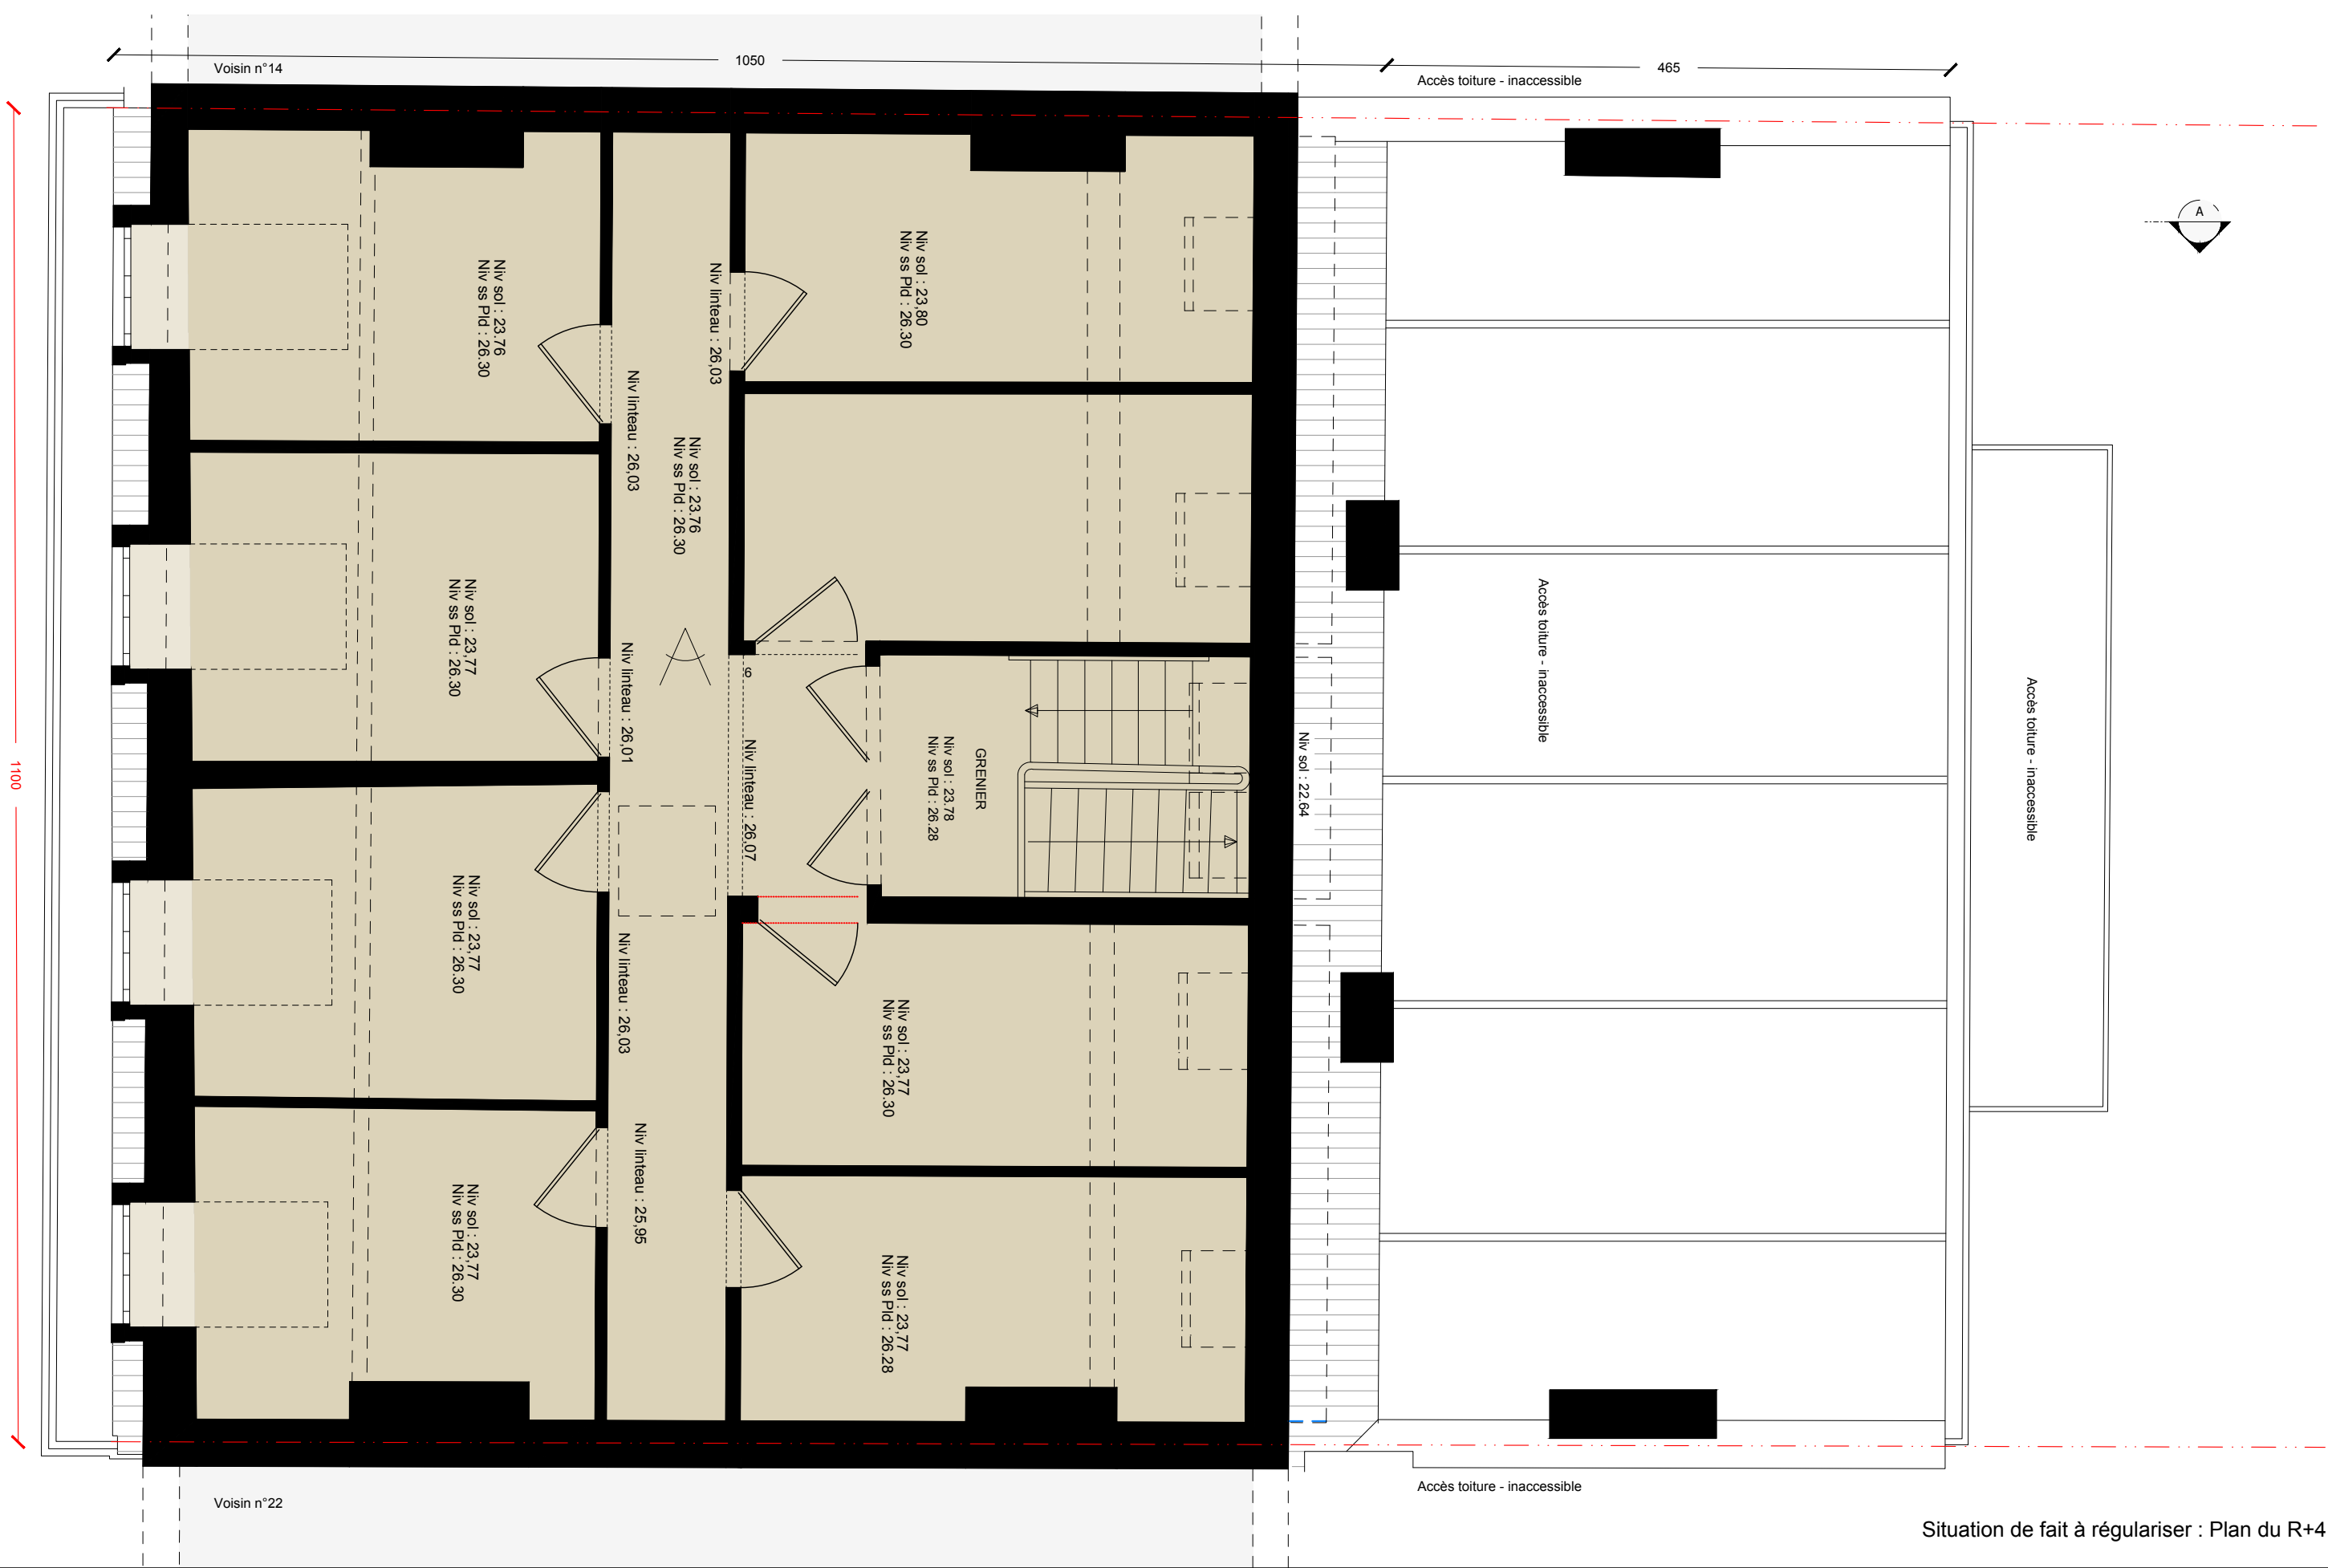 1050
465
Voisin n°14
Accès toiture - inaccessible
A
Niv sol : 23.76
Niv ss Pld : 26.30
Niv linteau : 26,03
Niv sol : 23,80
Niv ss Pld : 26.30
Niv linteau : 26,03
Niv sol : 23.76
Niv ss Pld : 26.30
Niv sol : 23,77
Niv ss Pld : 26.30
Niv linteau : 26,01
Niv linteau : 26,07
GRENIER
Niv sol : 23.78
Niv ss Pld : 26.28
Niv sol : 22.64
Accès toiture - inaccessible
Accès toiture - inaccessible
1100
Niv sol : 23,77
Niv ss Pld : 26.30
Niv linteau : 26,03
Niv sol : 23,77
Niv ss Pld : 26.30
Niv linteau : 25,95
Niv sol : 23,77
Niv ss Pld : 26.30
Niv sol : 23,77
Niv ss Pld : 26.28
Accès toiture - inaccessible
Voisin n°22
Situation de fait à régulariser : Plan du R+4